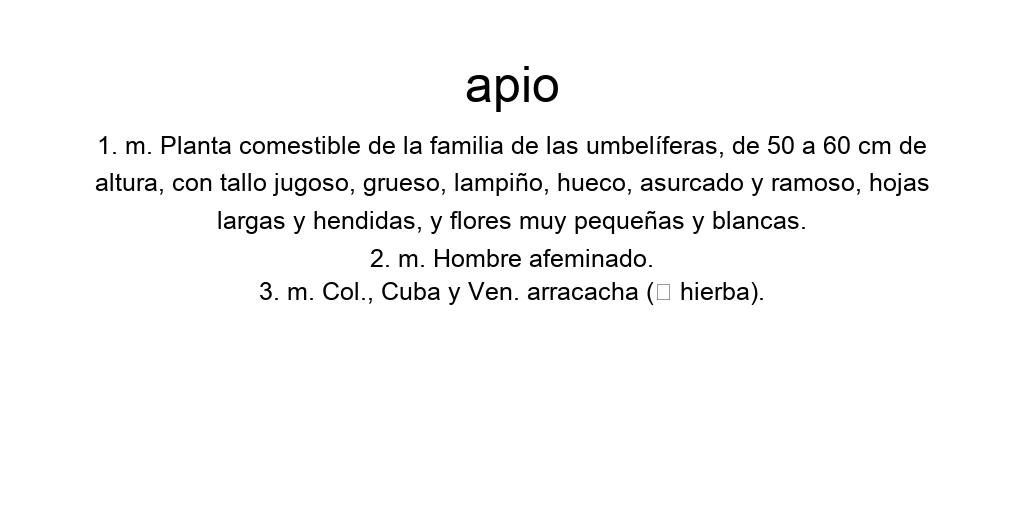 apio
1. m. Planta comestible de la familia de las umbelíferas, de 50 a 60 cm de
altura, con tallo jugoso, grueso, lampiño, hueco, asurcado y ramoso, hojas
largas y hendidas, y flores muy pequeñas y blancas.
2. m. Hombre afeminado.
3. m. Col., Cuba y Ven. arracacha (□ hierba).